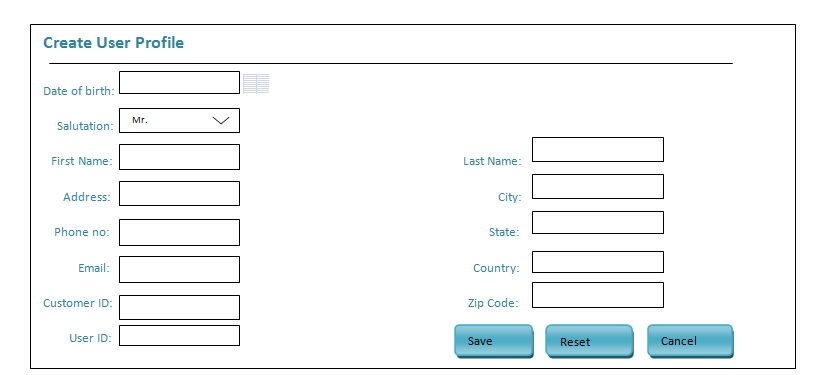 Create User Profile
Date of birth:
Salutation: Mr.
First Name: Last Name:
Address: City:
Phone no: State:
Email: Country:
Customer ID: Zip Code:
User ID: Save Reset Cancel